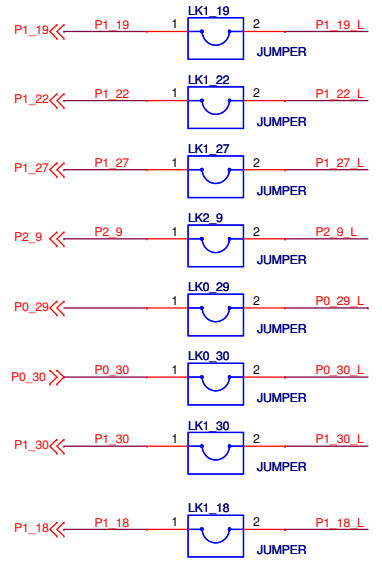 LK1_19
P1_19 P1_19 1 2 P1_19_L
JUMPER
LK1_22
P1_22 P1_22 1 2 P1_22_L
JUMPER
LK1_27
P1_27 P1_27 1 2 P1_27_L
JUMPER
LK2_9
P2_9 P2_9 1 2 P2_9_L
JUMPER
LK0_29
P0_29 1 2 P0_29_L
JUMPER
LK0_30
P0_30 P0_30 1 2 P0_30_L
JUMPER
LK1_30
P1_30 P1_30 1 2 P1_30_L
JUMPER
LK1_18
P1_18 P1_18 1 2 P1_18_L
JUMPER